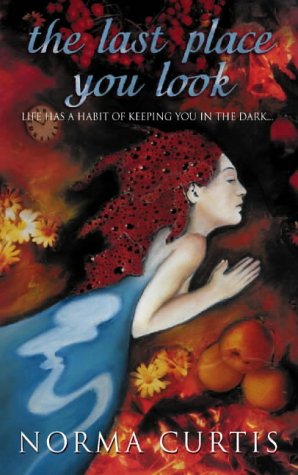 the last place
you look
LIFE HAS A HABIT OF KEEPING YOU IN THE DARK...
NORMA CURTIS